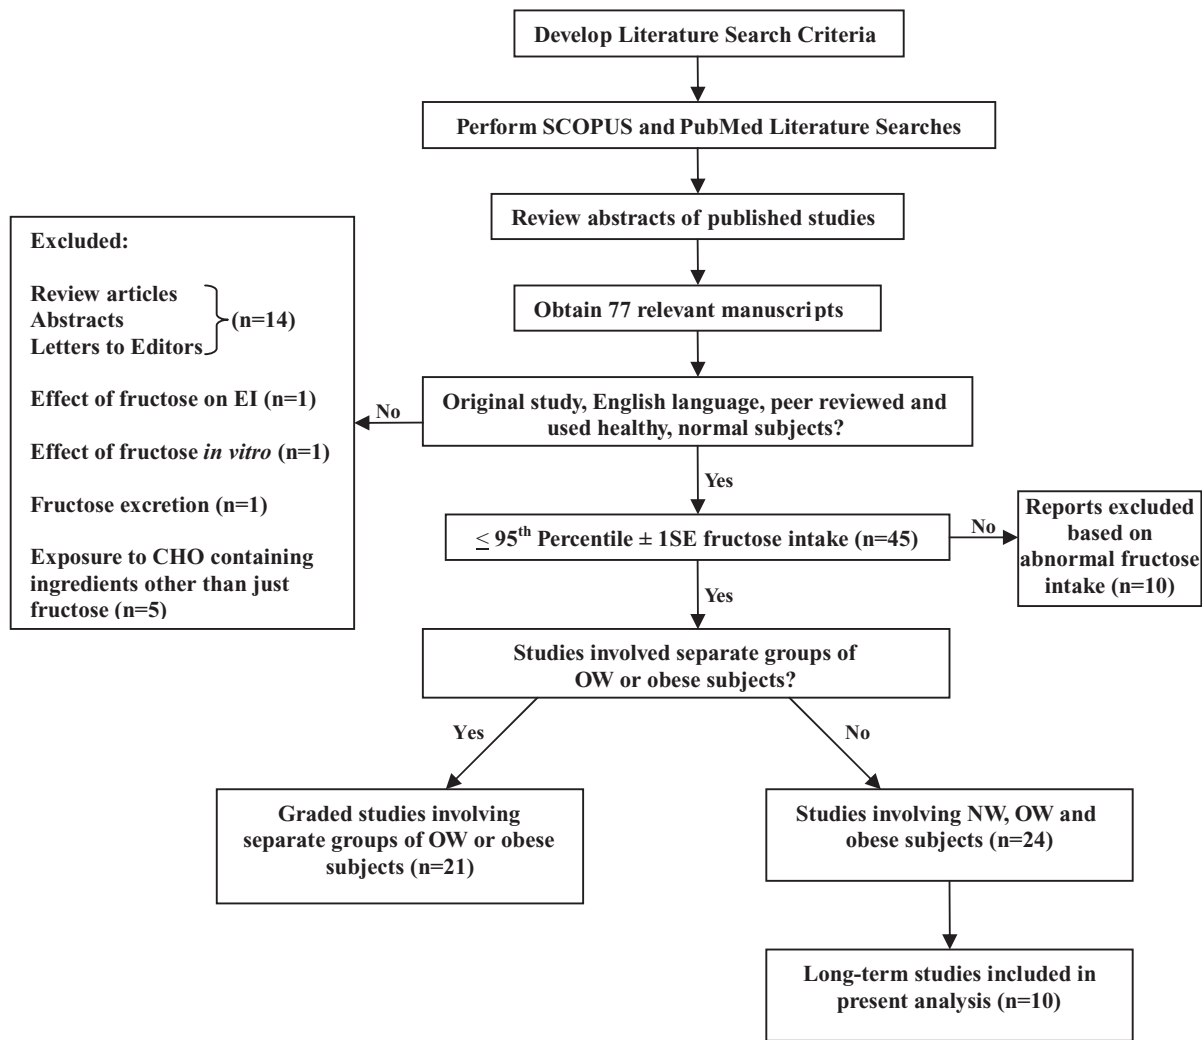 Develop Literature Search Criteria
Perform SCOPUS and PubMed Literature Searches
Review abstracts of published studies
Obtain 77 relevant manuscripts
Excluded:
Review articles
Abstracts
Letters to Editors
(n=14)
Effect of fructose on EI (n=1)
Effect of fructose in vitro (n=1)
Fructose excretion (n=1)
Exposure to CHO containing
ingredients other than just
fructose (n=5)
No
Original study, English language, peer reviewed and
used healthy, normal subjects?
Yes
≤ 95th Percentile ± 1SE fructose intake (n=45)
No
Reports excluded
based on
abnormal fructose
intake (n=10)
Yes
Studies involved separate groups of
OW or obese subjects?
Yes
No
Graded studies involving
separate groups of OW or obese
subjects (n=21)
Studies involving NW, OW and
obese subjects (n=24)
Long-term studies included in
present analysis (n=10)